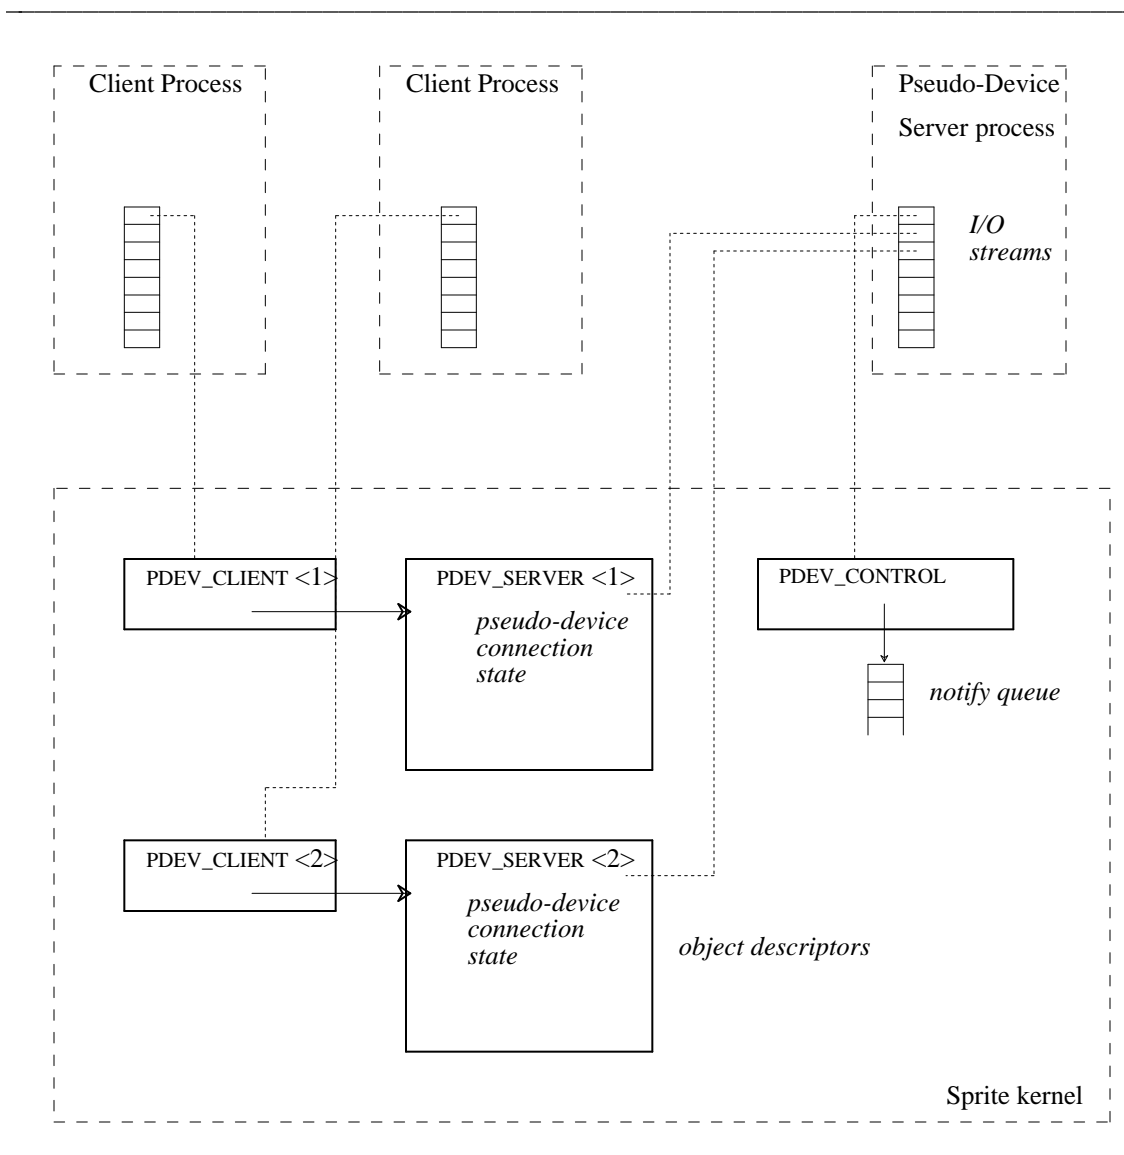 Client Process
Client Process
Pseudo-Device
Server process
I/O
streams
PDEV_CLIENT <1>
PDEV_SERVER <1>
pseudo-device
connection
state
PDEV_CONTROL
notify queue
PDEV_CLIENT <2>
PDEV_SERVER <2>
pseudo-device
connection
state
object descriptors
Sprite kernel